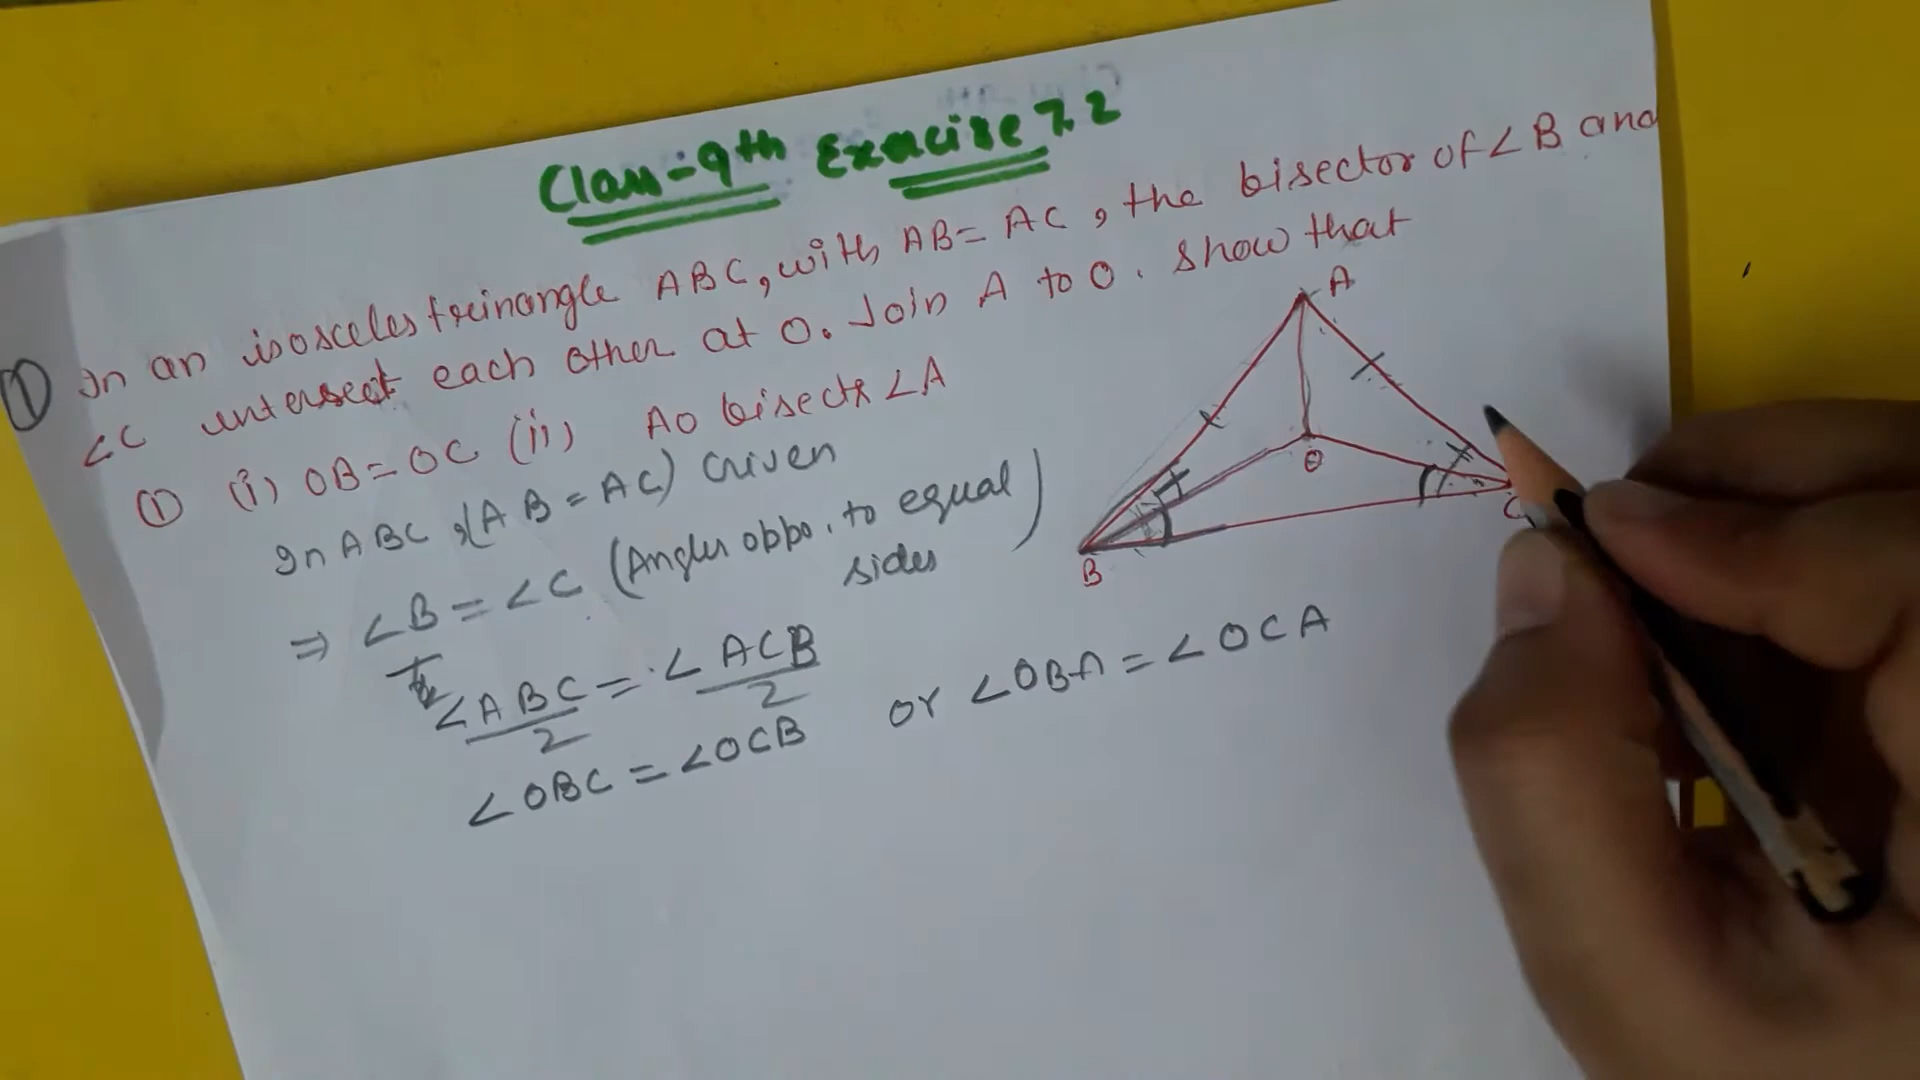 Class-9th Exercise 7.2
① In an isosceles treinangle ABC, with AB = AC, the bisector of ∠B and
∠C intersect each other at O. Join A to O. show that
① (i) OB = OC (ii) AO bisects ∠A
In ABC, (AB = AC) Given
⇒ ∠B = ∠C (Angles oppo. to equal
sides)
∠ABC/2 = ∠ACB/2
∠OBC = ∠OCB or ∠OBA = ∠OCA
A
O
B
C